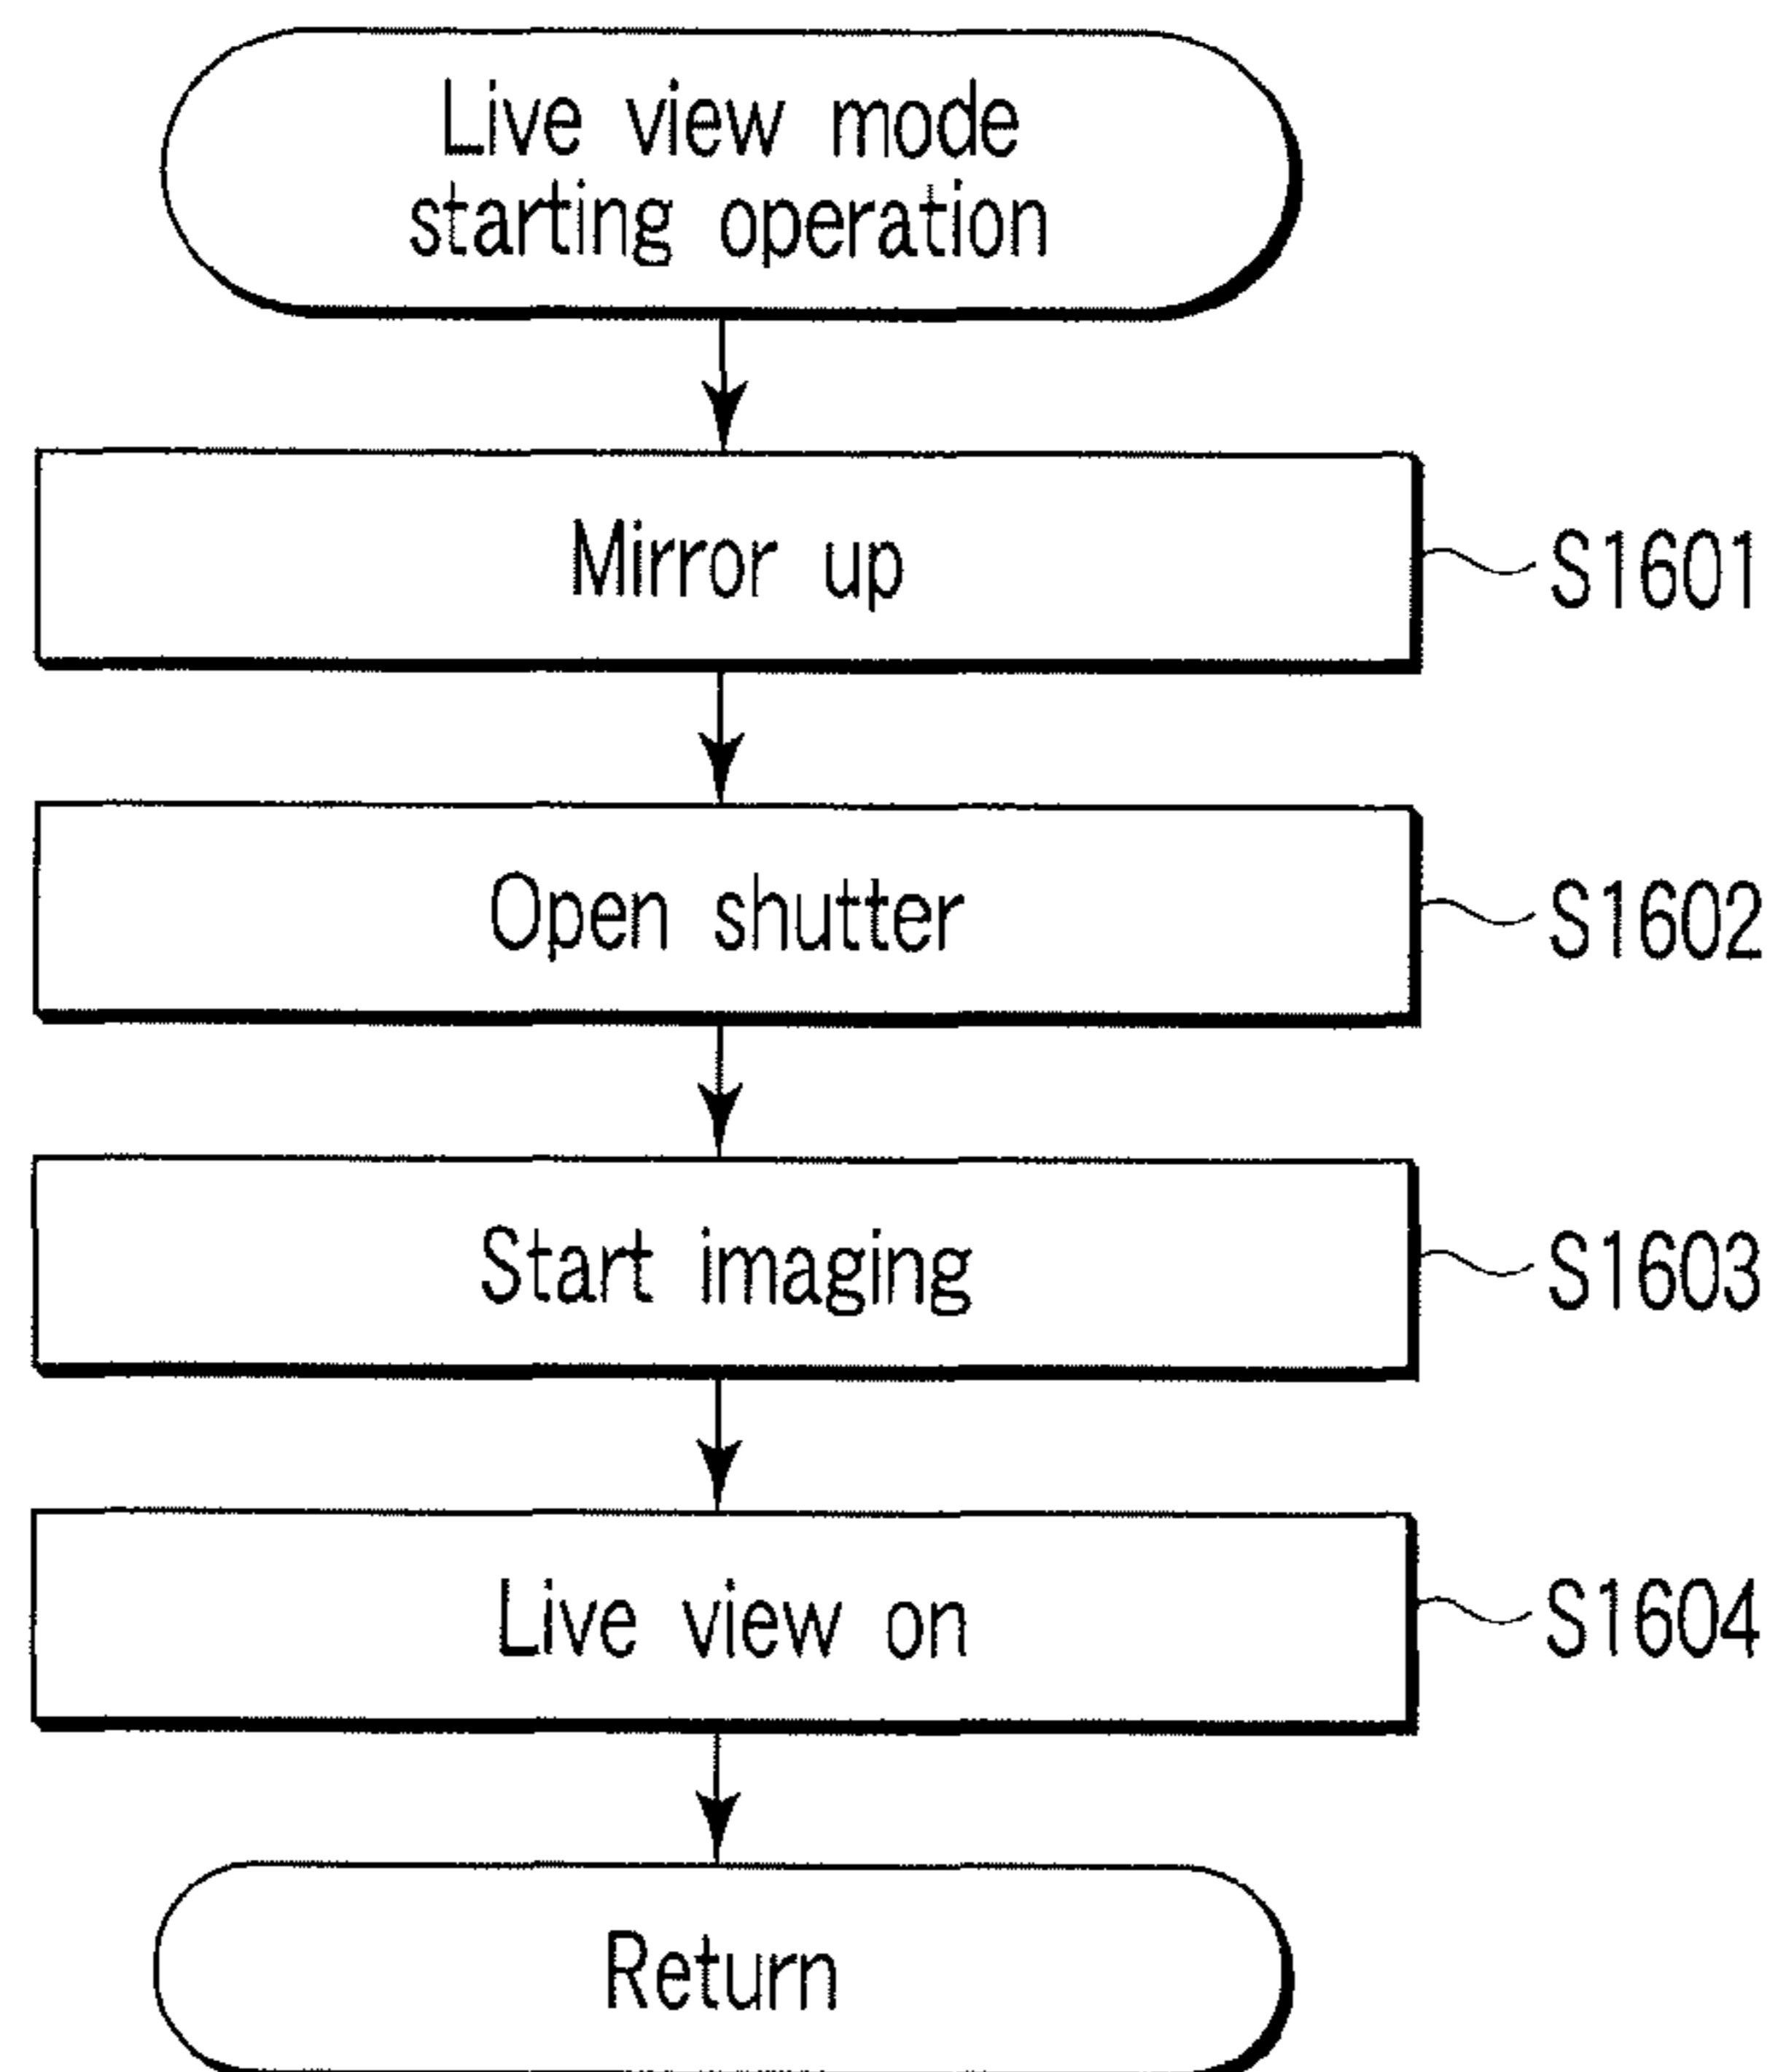 Live view mode
starting operation
Mirror up
S1601
Open shutter
S1602
Start imaging
S1603
Live view on
S1604
Return